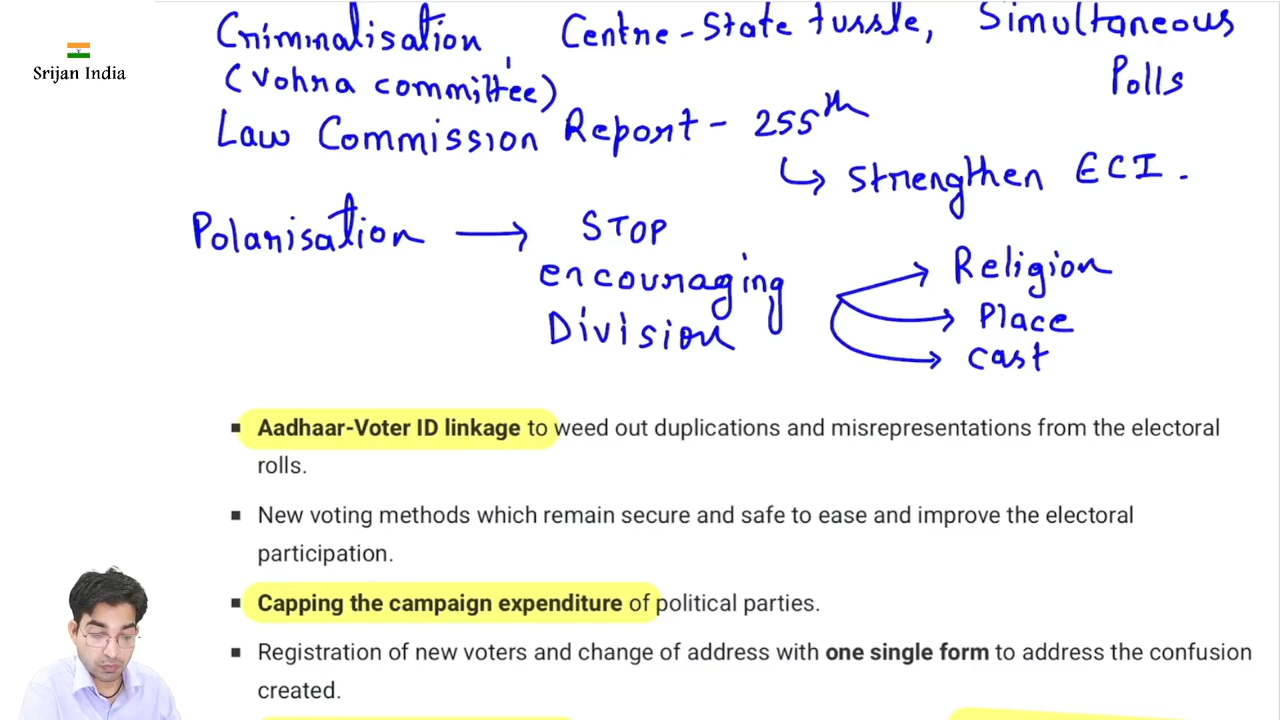 Criminalisation Centre-State tussle, Simultaneous
Polls
(Vohra committee)
Srijan India
Law Commission Report - 255th
strengthen ECI.
Polarisation → STOP
encouraging
Division
Religion
Place
cast
▪ Aadhaar-Voter ID linkage to weed out duplications and misrepresentations from the electoral
rolls.
▪ New voting methods which remain secure and safe to ease and improve the electoral
participation.
▪ Capping the campaign expenditure of political parties.
▪ Registration of new voters and change of address with one single form to address the confusion
created.